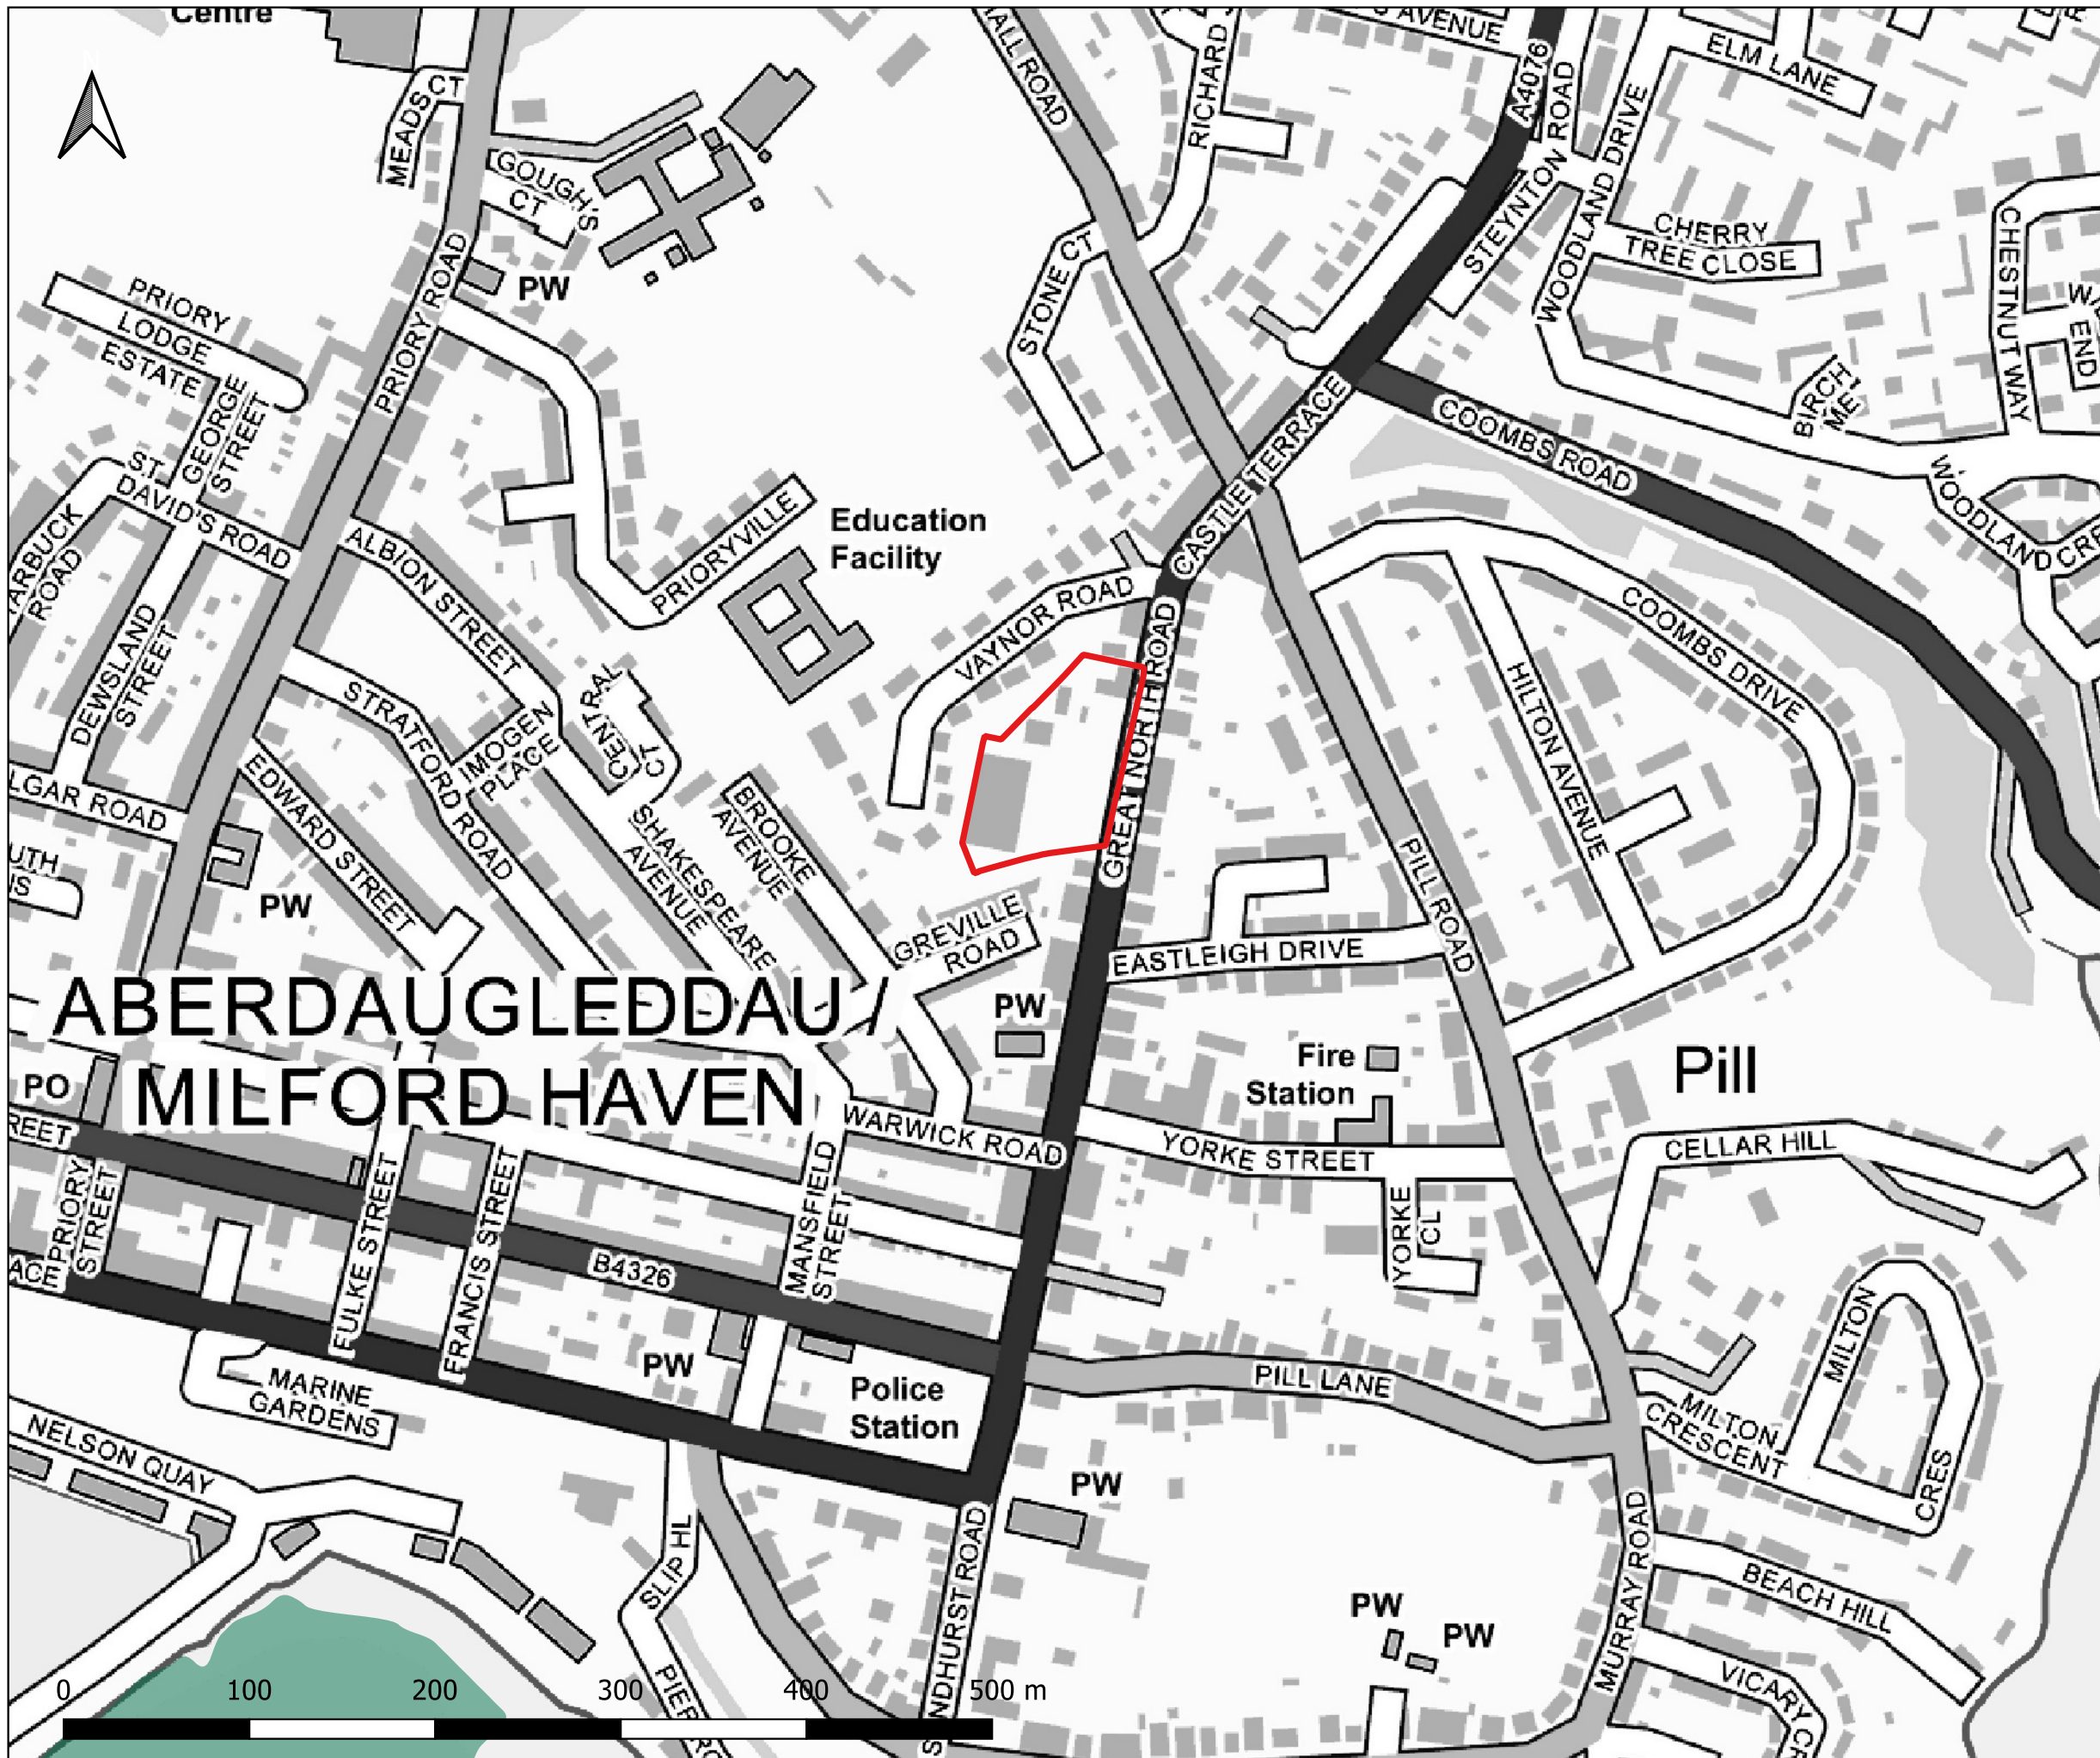 Centre
N
MEADS CT
GOUGH'S
CT
PW
PRIORY ROAD
PRIORY
LODGE
ESTATE
GEORGE
STREET
ST.
DAVID'S ROAD
ROAD
DEWSLAND
STREET
ALBION STREET
PRIORYVILLE
Education
Facility
STRATFORD ROAD
IMOGEN
PLACE
CENTRAL
CT
EDWARD STREET
PW
SHAKESPEARE
AVENUE
BROOKE
AVENUE
VAYNOR ROAD
STONE CT
HALL ROAD
RICHARD
AVENUE
A4076
STEYNTON ROAD
WOODLAND DRIVE
ELM LANE
CHERRY
TREE CLOSE
CHESTNUT WAY
END
COOMBS ROAD
WOODLAND CRE
CASTLE TERRACE
GREAT NORTH ROAD
COOMBS DRIVE
HILTON AVENUE
PILL ROAD
EASTLEIGH DRIVE
GREVILLE
ROAD
PW
ABERDAUGLEDDAU /
MILFORD HAVEN
PO
Fire
Station
Pill
WARWICK ROAD
YORKE STREET
YORKE
CL
CELLAR HILL
PRIORY
STREET
FULKE STREET
FRANCIS STREET
MANSFIELD
STREET
B4326
PW
Police
Station
PILL LANE
MILTON
MILTON
CRESCENT
CRES
MARINE
GARDENS
NELSON QUAY
SLIP HL
PW
MURRAY ROAD
BEACH HILL
PW
PW
VICARY CR
0 100 200 300 400 500 m